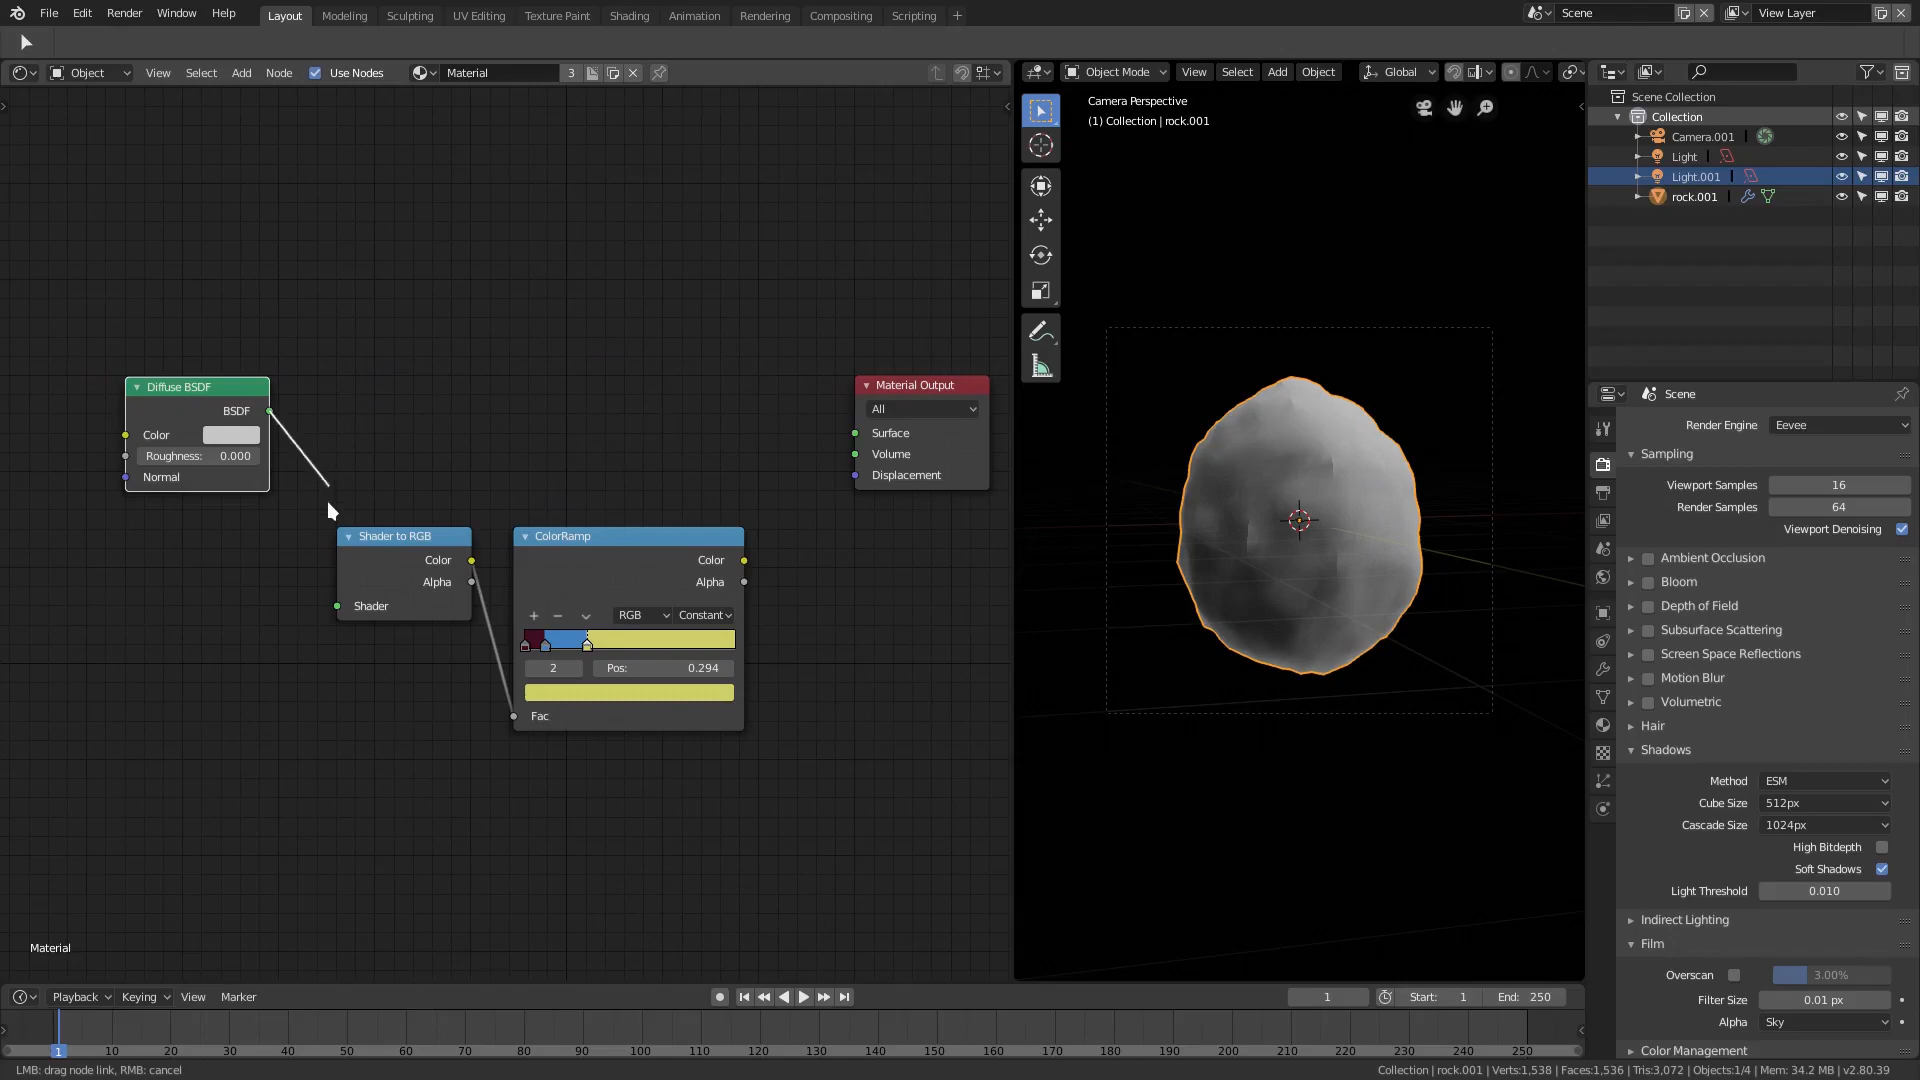 File Edit Render Window Help Layout Modeling Sculpting UV Editing Texture Paint Shading Animation Rendering Compositing Scripting + Scene View Layer
Object View Select Add Node Use Nodes Material 3
Object Mode View Select Add Object Global
Camera Perspective
(1) Collection | rock.001
Scene Collection
Collection
Camera.001
Light
Light.001
rock.001
Diffuse BSDF
BSDF
Color
Roughness: 0.000
Normal
Material Output
All
Surface
Volume
Displacement
Shader to RGB
Color
Alpha
Shader
ColorRamp
Color
Alpha
RGB Constant
2 Pos: 0.294
Fac
Material
Scene
Render Engine Eevee
Sampling
Viewport Samples 16
Render Samples 64
Viewport Denoising
Ambient Occlusion
Bloom
Depth of Field
Subsurface Scattering
Screen Space Reflections
Motion Blur
Volumetric
Hair
Shadows
Method ESM
Cube Size 512px
Cascade Size 1024px
High Bitdepth
Soft Shadows
Light Threshold 0.010
Indirect Lighting
Film
Overscan 3.00%
Filter Size 0.01 px
Alpha Sky
Color Management
Playback Keying View Marker 1 Start: 1 End: 250
1 10 20 30 40 50 60 70 80 90 100 110 120 130 140 150 160 170 180 190 200 210 220 230 240 250
LMB: drag node link, RMB: cancel
Collection | rock.001 | Verts:1,538 | Faces:1,536 | Tris:3,072 | Objects:1/4 | Mem: 34.2 MB | v2.80.39